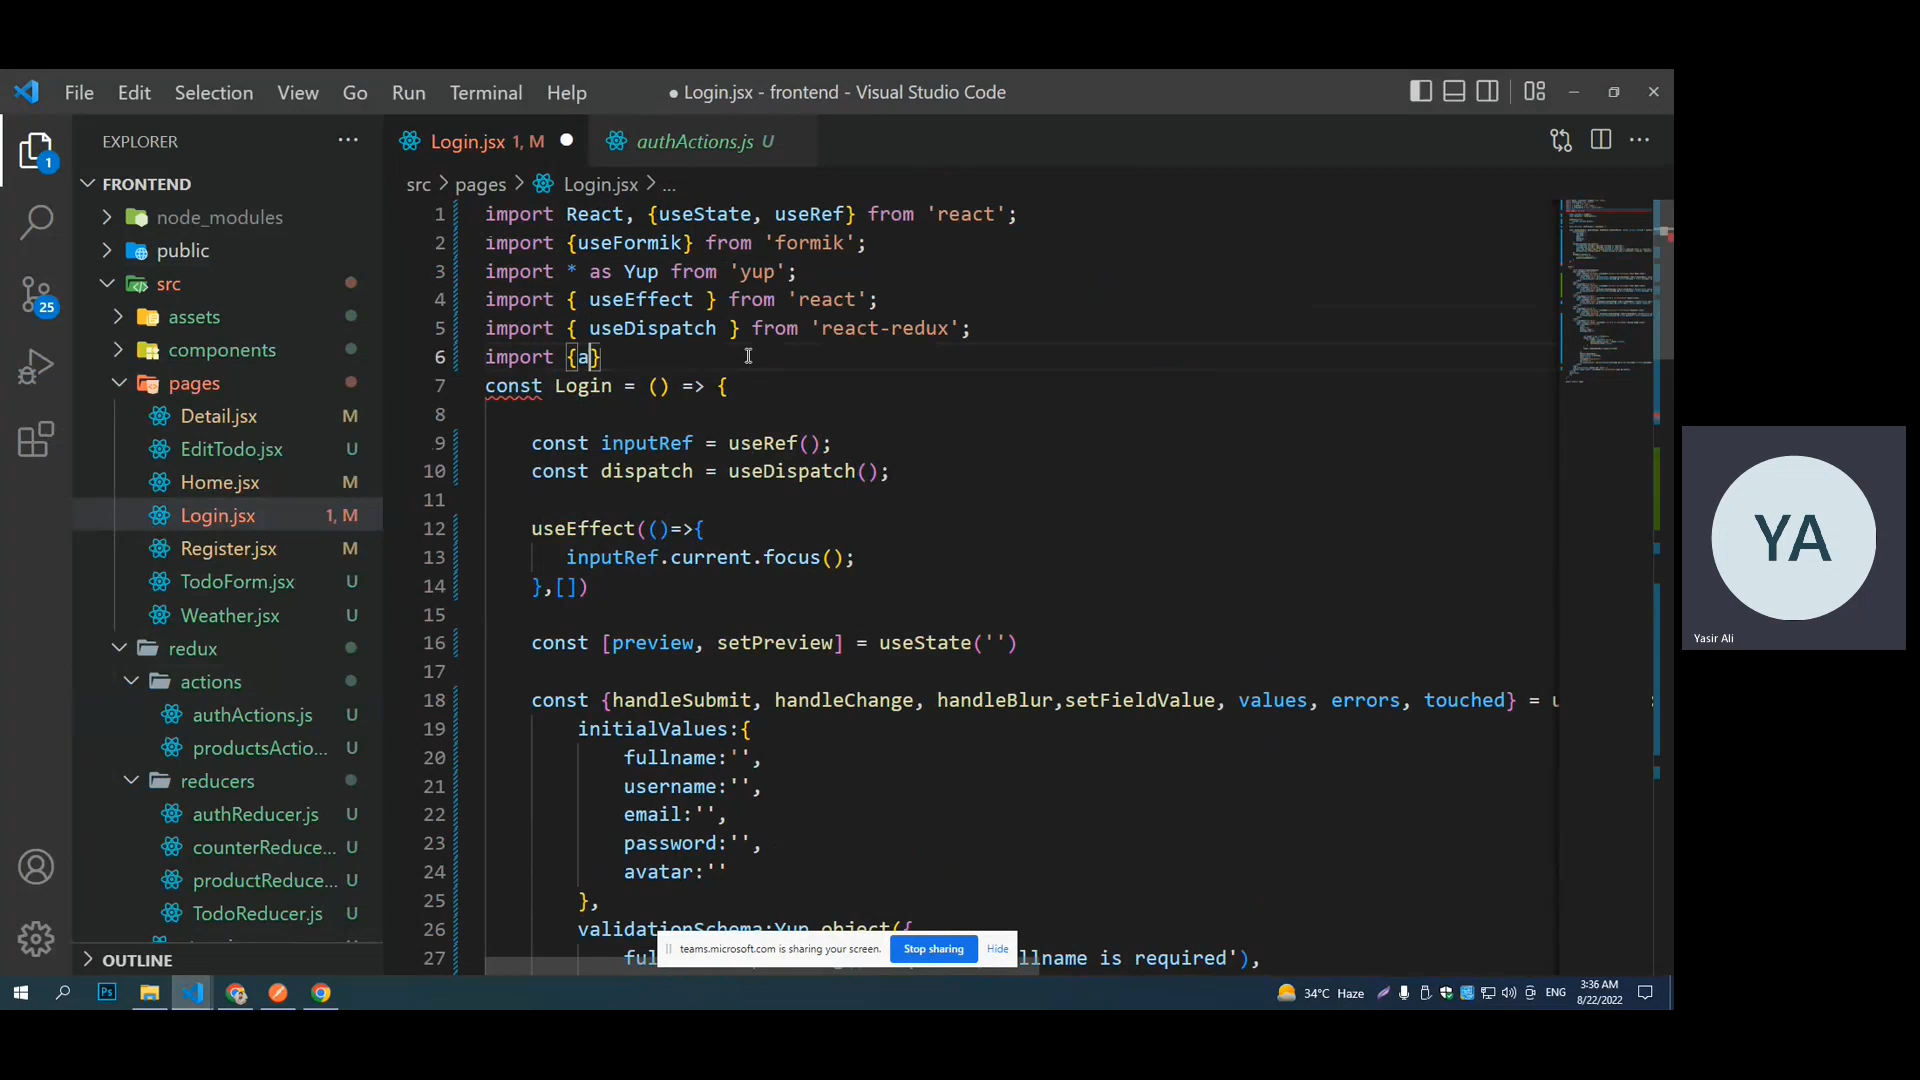 File Edit Selection View Go Run Terminal Help
● Login.jsx - frontend - Visual Studio Code
EXPLORER
Login.jsx 1, M
authActions.js U
src > pages > Login.jsx > ...
1
FRONTEND
node_modules
public
src
assets
components
pages
Detail.jsx M
EditTodo.jsx U
Home.jsx M
Login.jsx 1, M
Register.jsx M
TodoForm.jsx U
Weather.jsx U
redux
actions
authActions.js U
productsActio... U
reducers
authReducer.js U
counterReduce... U
productReduce... U
TodoReducer.js U
OUTLINE
25
1 import React, {useState, useRef} from 'react';
2 import {useFormik} from 'formik';
3 import * as Yup from 'yup';
4 import { useEffect } from 'react';
5 import { useDispatch } from 'react-redux';
6 import {a}
7 const Login = () => {
8
9 const inputRef = useRef();
10 const dispatch = useDispatch();
11
12 useEffect(()=>{
13 inputRef.current.focus();
14 },[])
15
16 const [preview, setPreview] = useState('')
17
18 const {handleSubmit, handleChange, handleBlur,setFieldValue, values, errors, touched} = u
19 initialValues:{
20 fullname:'',
21 username:'',
22 email:'',
23 password:'',
24 avatar:''
25 },
26 validationSchema:Yup.object({
27 ful llname is required'),
teams.microsoft.com is sharing your screen. Stop sharing Hide
YA
Yasir Ali
Ps
34°C Haze
ENG
3:36 AM
8/22/2022